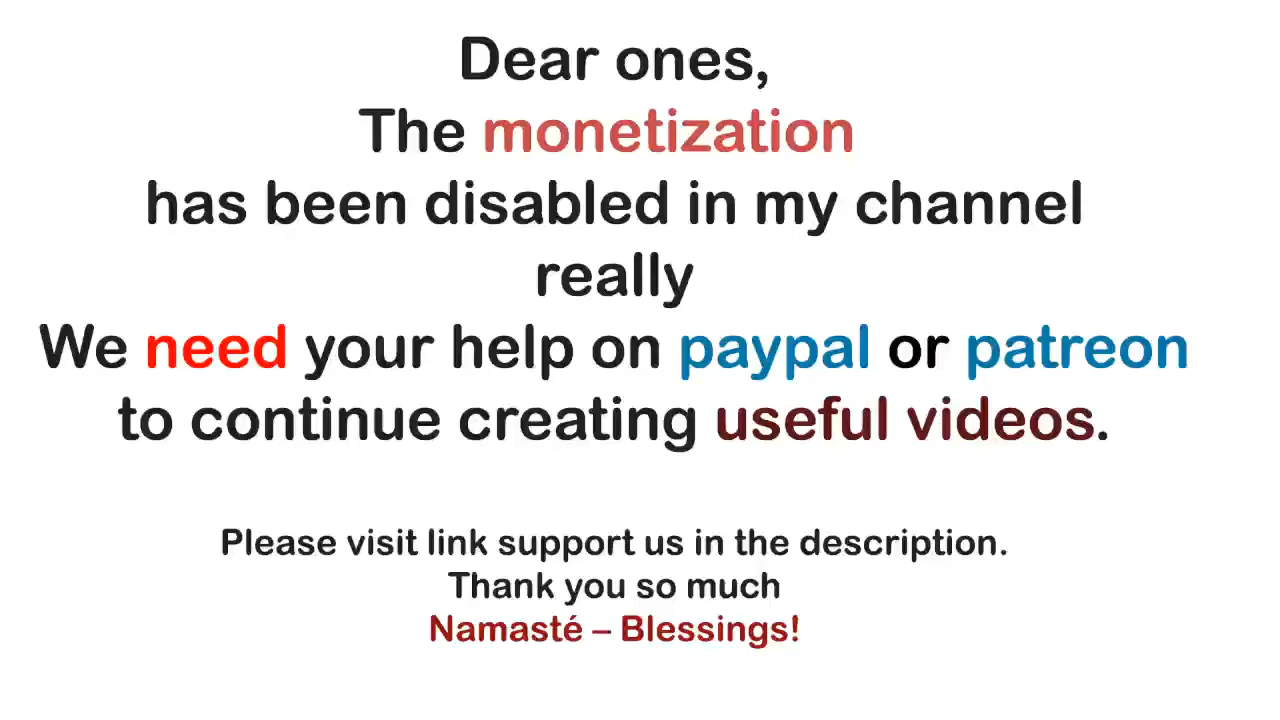 Dear ones,
The monetization
has been disabled in my channel
really
We need your help on paypal or patreon
to continue creating useful videos.
Please visit link support us in the description.
Thank you so much
Namasté – Blessings!